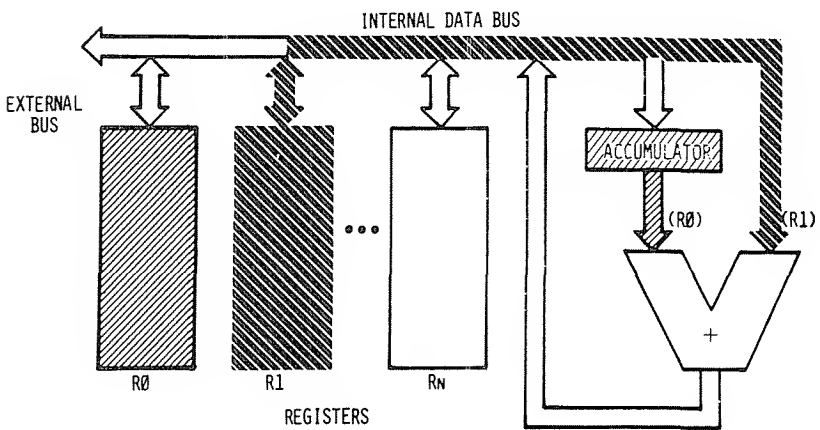 INTERNAL DATA BUS
EXTERNAL
BUS
ACCUMULATOR
(RØ)
(R1)
+
RØ
R1
RN
REGISTERS